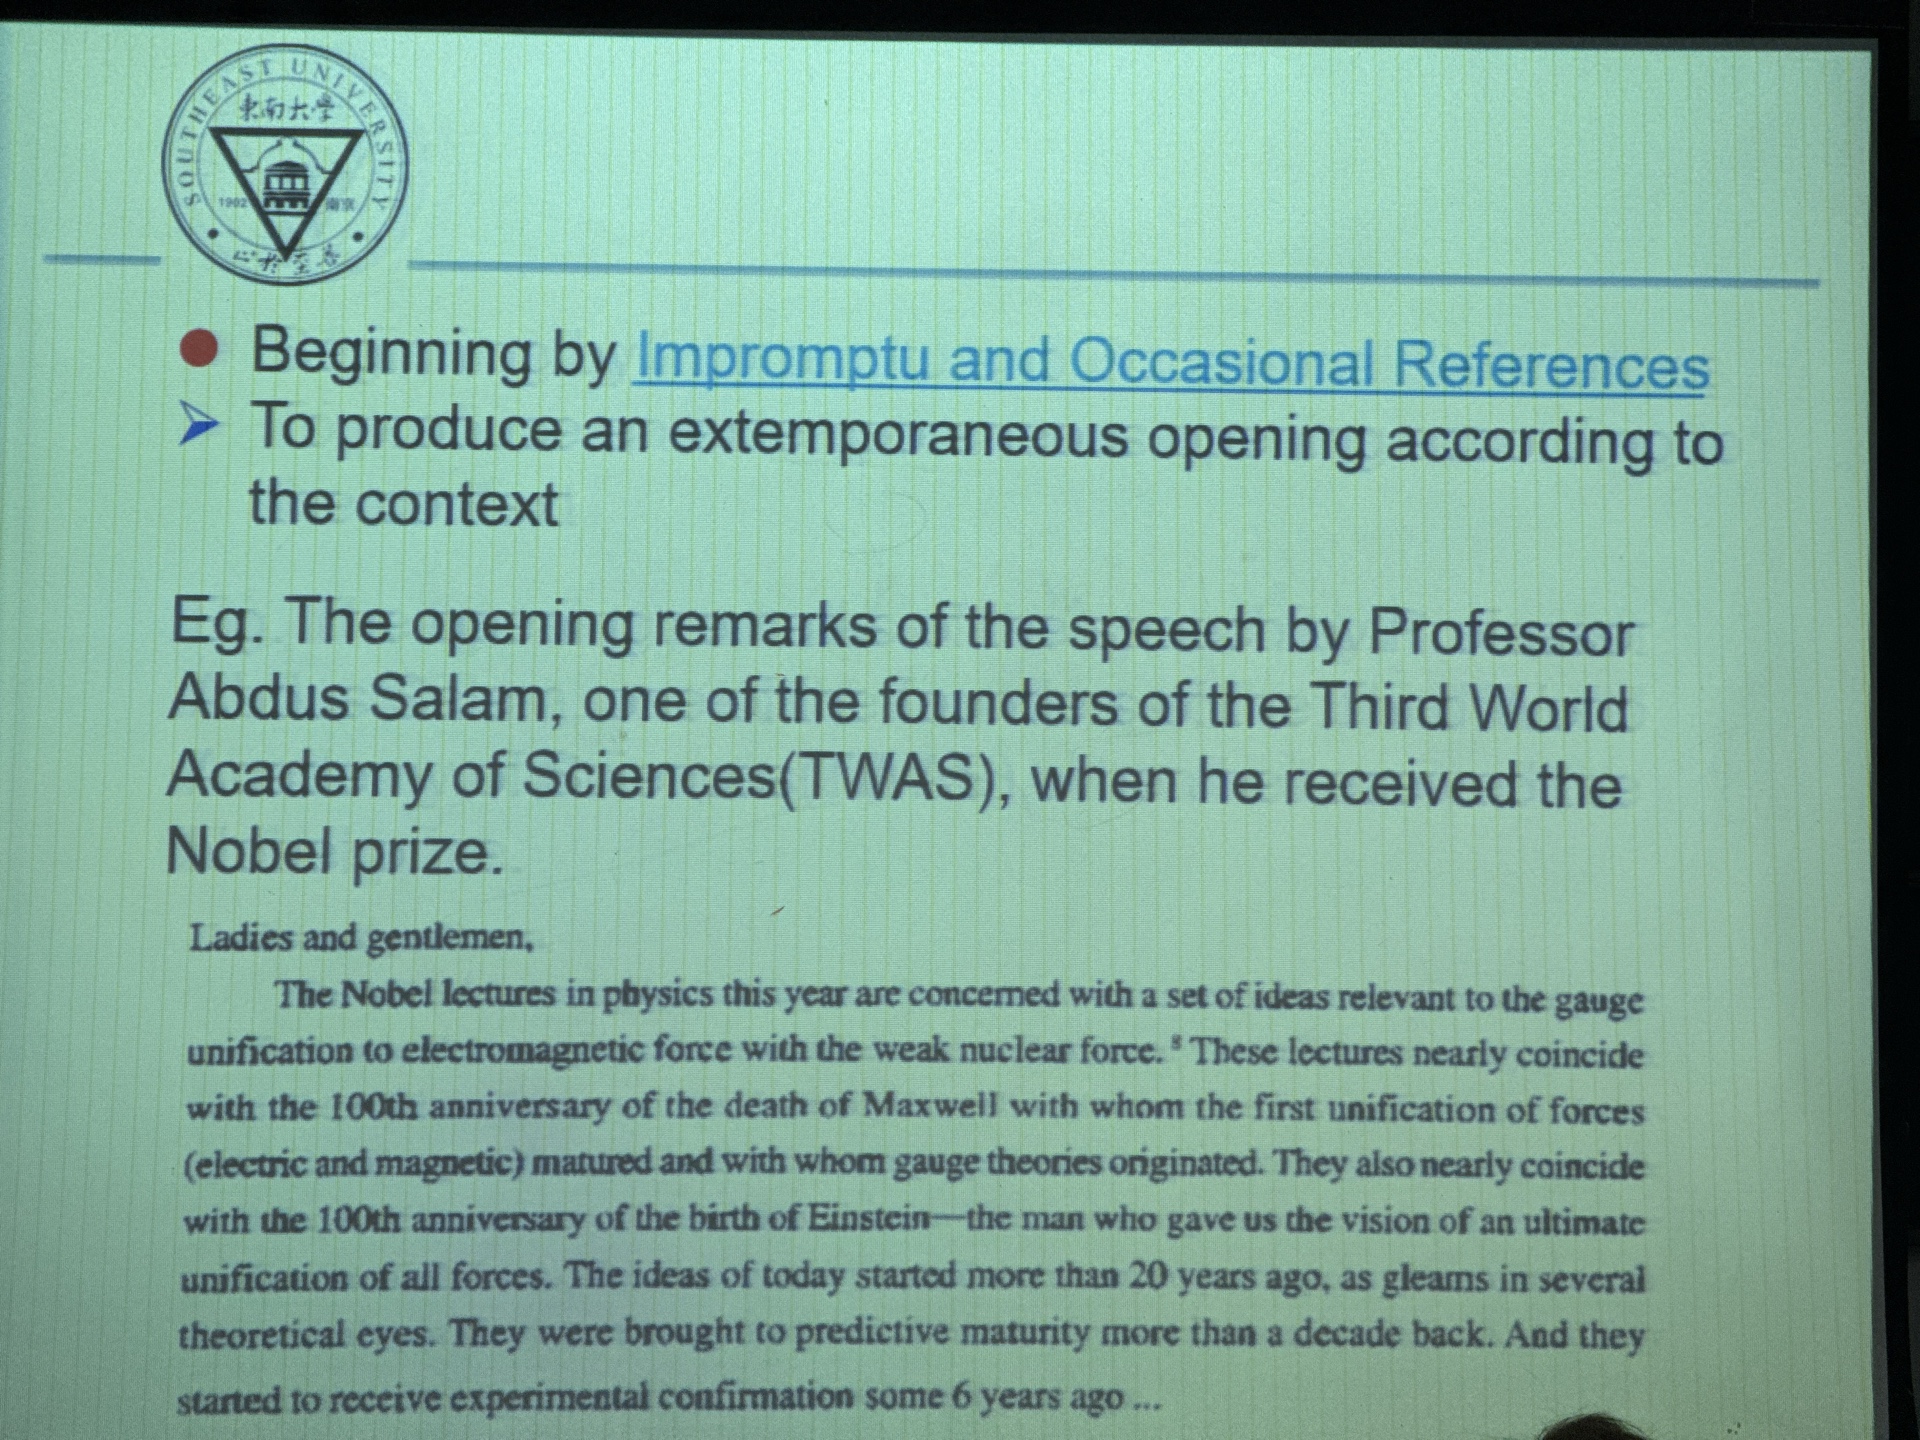 SOUTHEAST UNIVERSITY
東南大學
1902 南京
止於至善
Beginning by Impromptu and Occasional References
To produce an extemporaneous opening according to
the context
Eg. The opening remarks of the speech by Professor
Abdus Salam, one of the founders of the Third World
Academy of Sciences(TWAS), when he received the
Nobel prize.
Ladies and gentlemen,
The Nobel lectures in physics this year are concerned with a set of ideas relevant to the gauge
unification to electromagnetic force with the weak nuclear force. These lectures nearly coincide
with the 100th anniversary of the death of Maxwell with whom the first unification of forces
(electric and magnetic) matured and with whom gauge theories originated. They also nearly coincide
with the 100th anniversary of the birth of Einstein—the man who gave us the vision of an ultimate
unification of all forces. The ideas of today started more than 20 years ago, as gleams in several
theoretical eyes. They were brought to predictive maturity more than a decade back. And they
started to receive experimental confirmation some 6 years ago ...